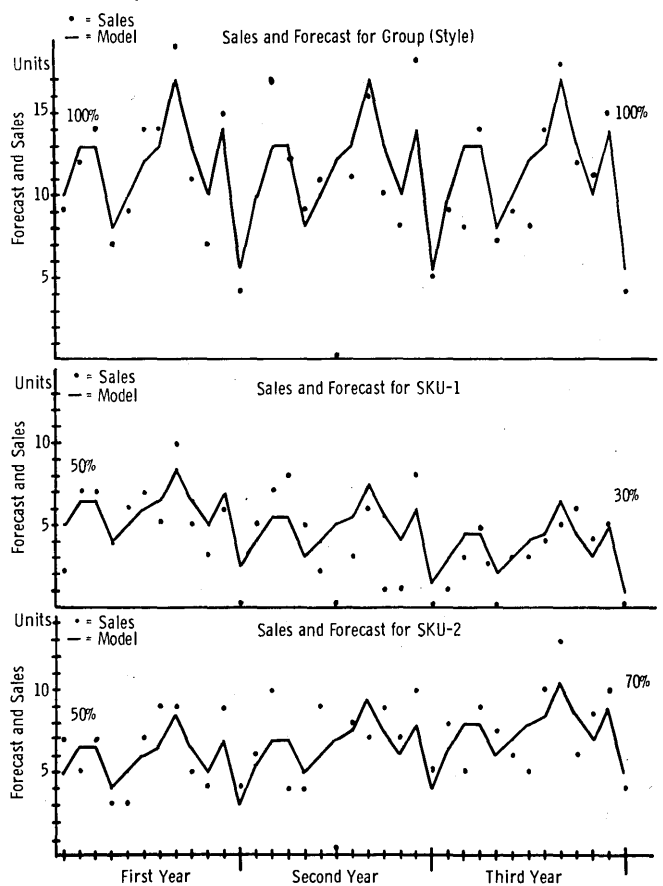 • = Sales
— = Model
Sales and Forecast for Group (Style)
Units
15
10
5
100%
100%
Forecast and Sales
Units
• = Sales
— = Model
Sales and Forecast for SKU-1
10
5
50%
30%
Forecast and Sales
Units
• = Sales
— = Model
Sales and Forecast for SKU-2
10
5
50%
70%
Forecast and Sales
First Year
Second Year
Third Year